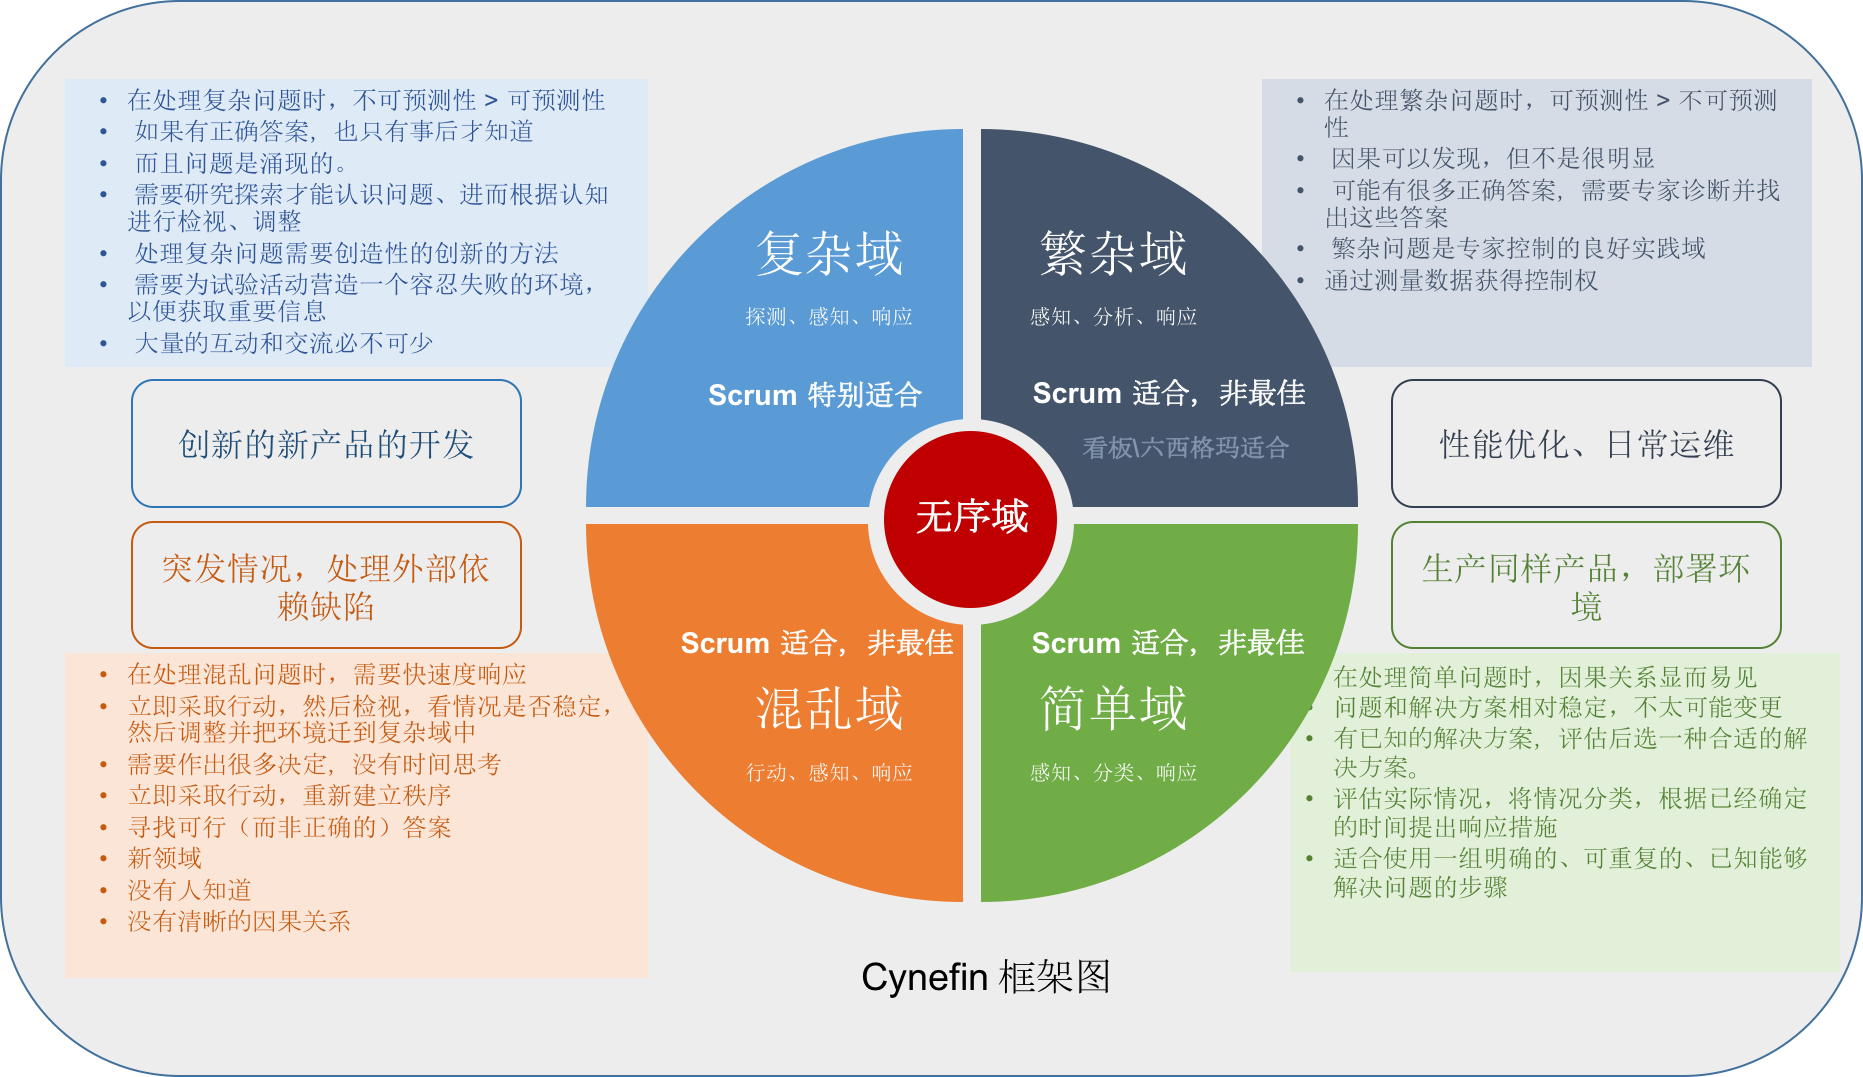 • 在处理复杂问题时，不可预测性 > 可预测性
• 如果有正确答案，也只有事后才知道
• 而且问题是涌现的。
• 需要研究探索才能认识问题、进而根据认知
进行检视、调整
• 处理复杂问题需要创造性的创新的方法
• 需要为试验活动营造一个容忍失败的环境，
以便获取重要信息
• 大量的互动和交流必不可少
创新的新产品的开发
复杂域
探测、感知、响应
Scrum 特别适合
繁杂域
感知、分析、响应
Scrum 适合，非最佳
看板\六西格玛适合
• 在处理繁杂问题时，可预测性 > 不可预测
性
• 因果可以发现，但不是很明显
• 可能有很多正确答案，需要专家诊断并找
出这些答案
• 繁杂问题是专家控制的良好实践域
• 通过测量数据获得控制权
性能优化、日常运维
无序域
突发情况，处理外部依
赖缺陷
• 在处理混乱问题时，需要快速度响应
• 立即采取行动，然后检视，看情况是否稳定，
然后调整并把环境迁到复杂域中
• 需要作出很多决定，没有时间思考
• 立即采取行动，重新建立秩序
• 寻找可行（而非正确的）答案
• 新领域
• 没有人知道
• 没有清晰的因果关系
Scrum 适合，非最佳
混乱域
行动、感知、响应
Scrum 适合，非最佳
简单域
感知、分类、响应
生产同样产品，部署环
境
在处理简单问题时，因果关系显而易见
• 问题和解决方案相对稳定，不太可能变更
• 有已知的解决方案，评估后选一种合适的解
决方案。
• 评估实际情况，将情况分类，根据已经确定
的时间提出响应措施
• 适合使用一组明确的、可重复的、已知能够
解决问题的步骤
Cynefin 框架图